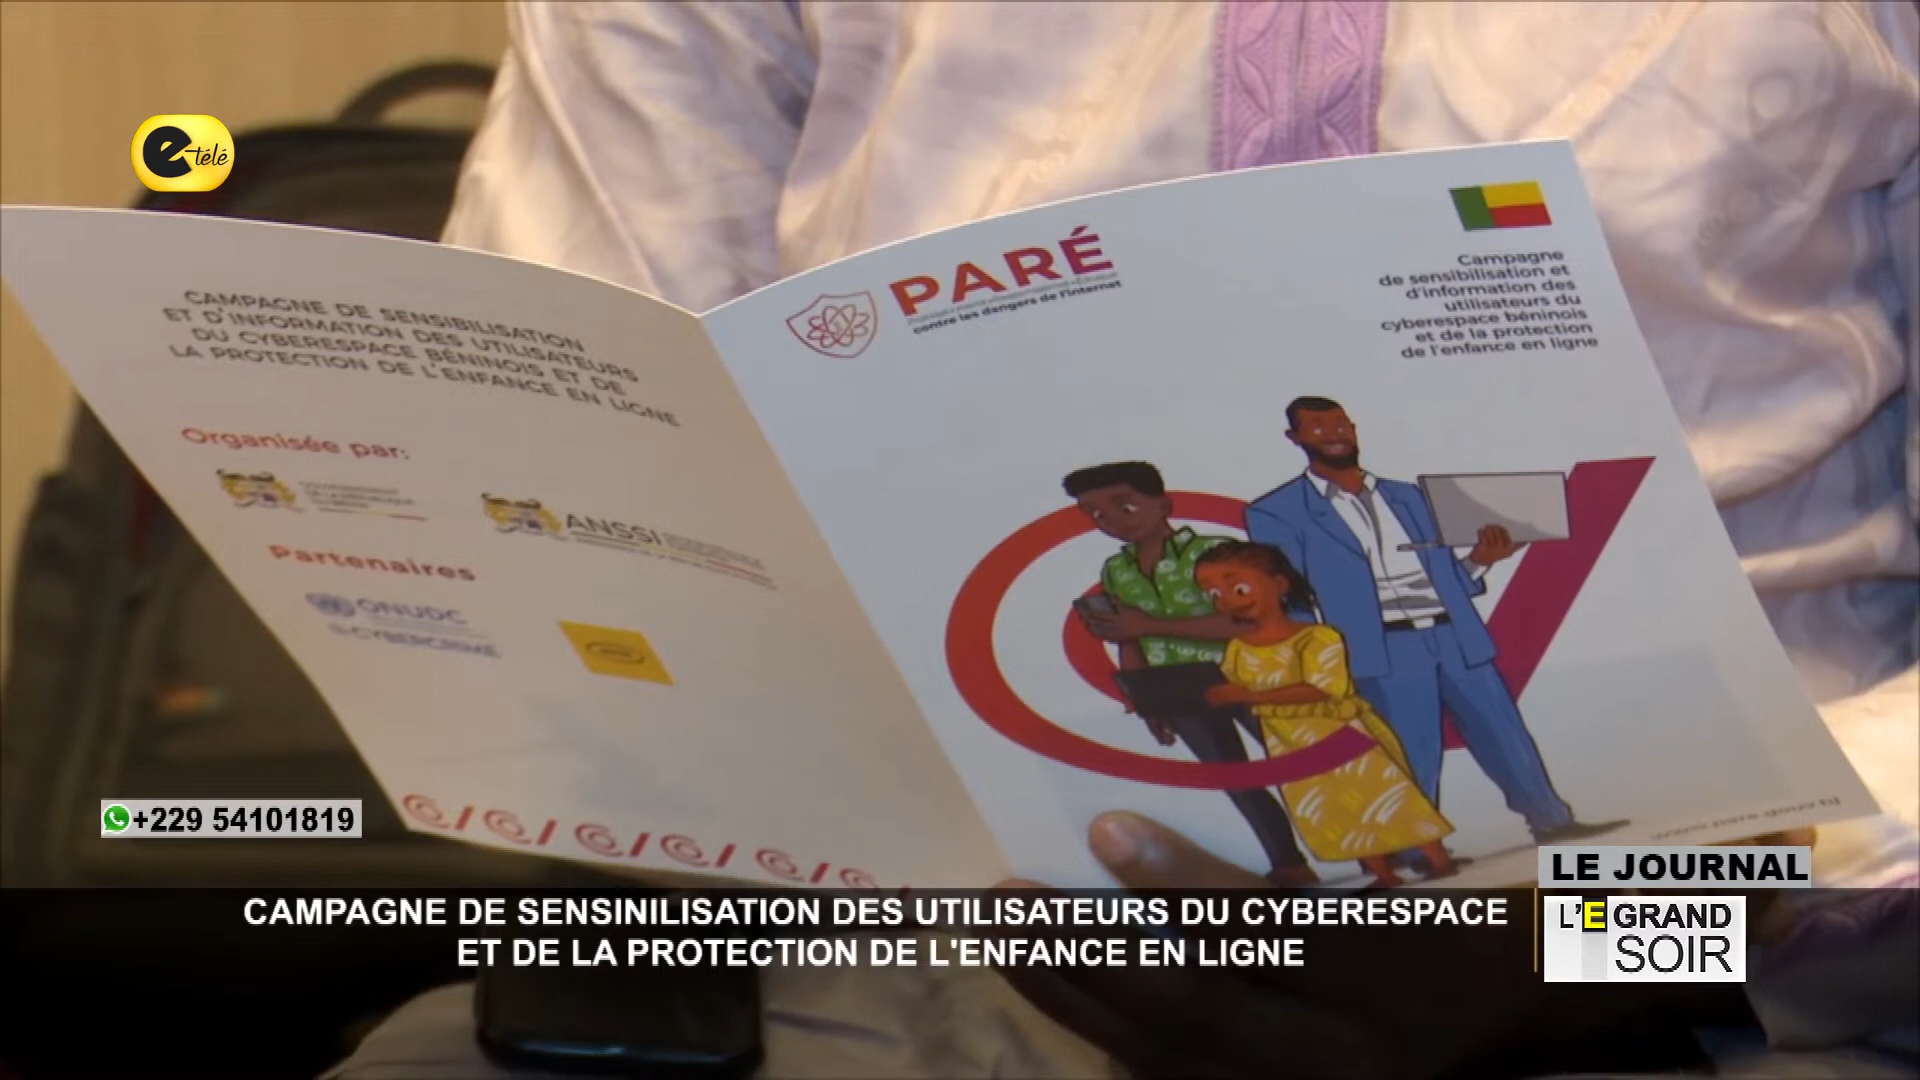 e-télé
PARÉ
contre les dangers de l'internet
Campagne
de sensibilisation et
d'information des
utilisateurs du
cyberespace béninois
et de la protection
de l'enfance en ligne
CAMPAGNE DE SENSIBILISATION
ET D'INFORMATION DES UTILISATEURS
DU CYBERESPACE BÉNINOIS ET DE
LA PROTECTION DE L'ENFANCE EN LIGNE
Organisée par:
ANSSI
Partenaires
ONUDC
CYBERCRIME
+229 54101819
LE JOURNAL
CAMPAGNE DE SENSINILISATION DES UTILISATEURS DU CYBERESPACE
ET DE LA PROTECTION DE L'ENFANCE EN LIGNE
L'E GRAND
SOIR